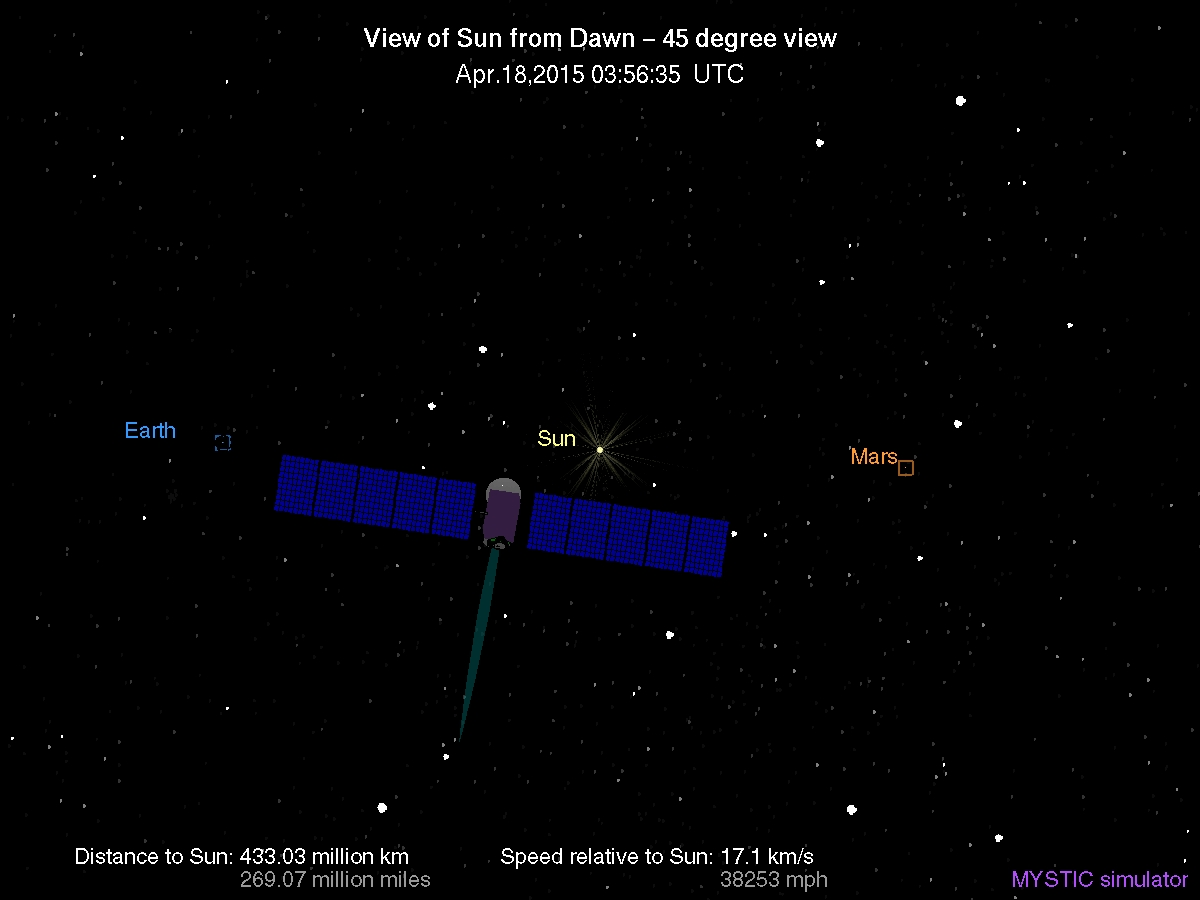 View of Sun from Dawn – 45 degree view
Apr.18,2015 03:56:35 UTC
Earth
Sun
Mars
Distance to Sun: 433.03 million km
269.07 million miles
Speed relative to Sun: 17.1 km/s
38253 mph
MYSTIC simulator